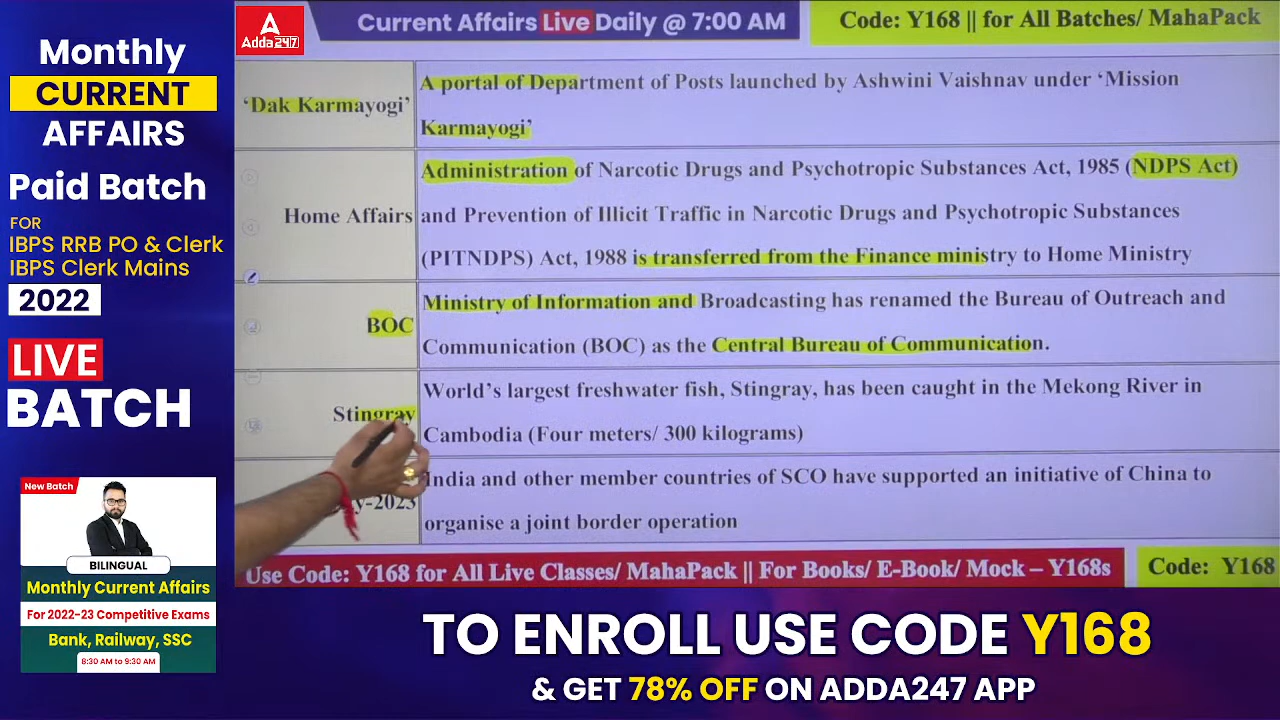 Monthly
CURRENT
AFFAIRS
Paid Batch
FOR
IBPS RRB PO & Clerk
IBPS Clerk Mains
2022
LIVE
BATCH
New Batch
BILINGUAL
Monthly Current Affairs
For 2022-23 Competitive Exams
Bank, Railway, SSC
8:30 AM to 9:30 AM
Adda247
Current Affairs Live Daily @ 7:00 AM
Code: Y168 || for All Batches/ MahaPack
‘Dak Karmayogi’
A portal of Department of Posts launched by Ashwini Vaishnav under ‘Mission
Karmayogi’
Home Affairs
Administration of Narcotic Drugs and Psychotropic Substances Act, 1985 (NDPS Act)
and Prevention of Illicit Traffic in Narcotic Drugs and Psychotropic Substances
(PITNDPS) Act, 1988 is transferred from the Finance ministry to Home Ministry
BOC
Ministry of Information and Broadcasting has renamed the Bureau of Outreach and
Communication (BOC) as the Central Bureau of Communication.
Stingray
World’s largest freshwater fish, Stingray, has been caught in the Mekong River in
Cambodia (Four meters/ 300 kilograms)
y-2023
India and other member countries of SCO have supported an initiative of China to
organise a joint border operation
Use Code: Y168 for All Live Classes/ MahaPack || For Books/ E-Book/ Mock – Y168s
Code: Y168
TO ENROLL USE CODE Y168
& GET 78% OFF ON ADDA247 APP